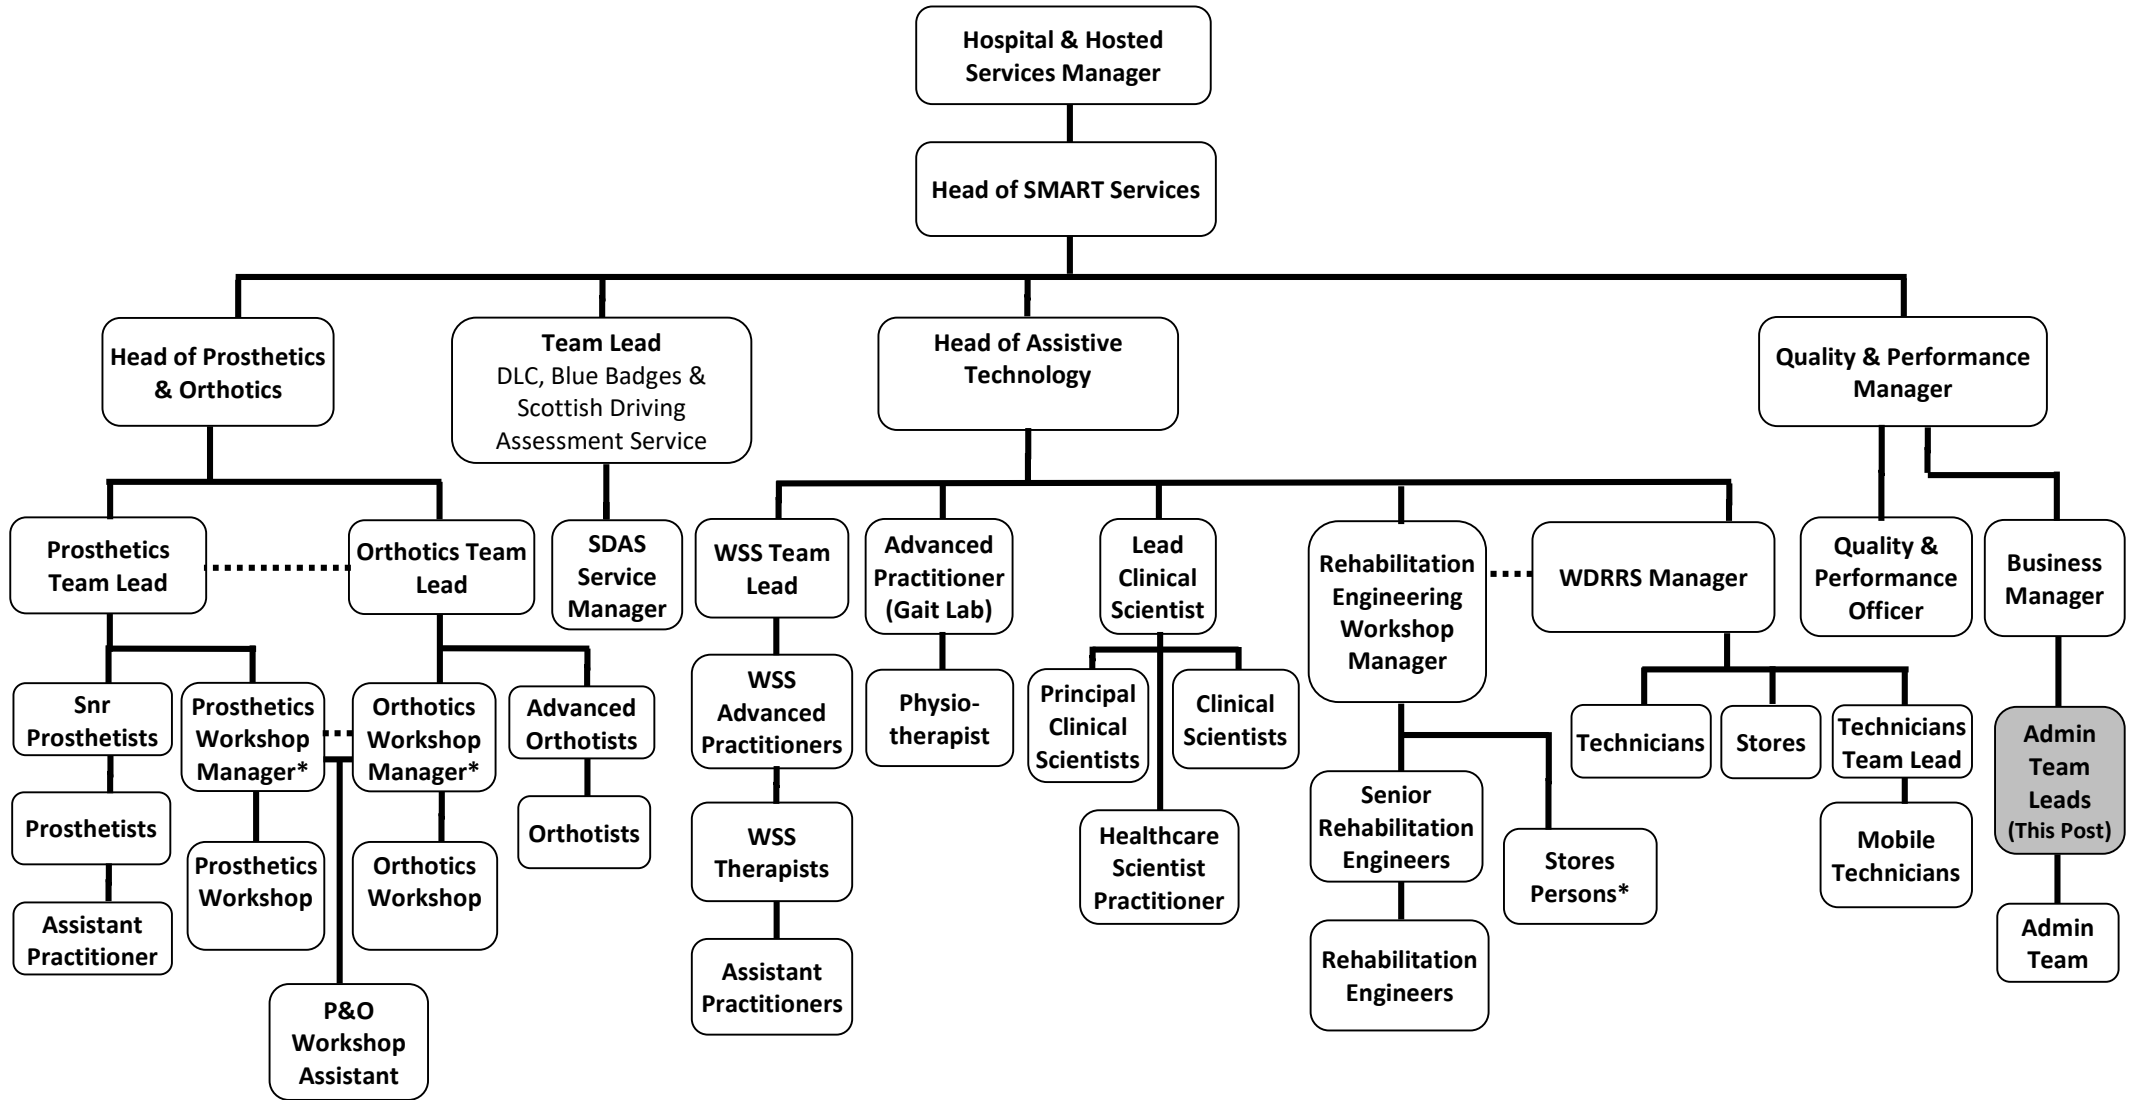 Hospital & Hosted
Services Manager
Head of SMART Services
Head of Prosthetics
& Orthotics
Team Lead
DLC, Blue Badges &
Scottish Driving
Assessment Service
Head of Assistive
Technology
Quality & Performance
Manager
Prosthetics
Team Lead
Orthotics Team
Lead
SDAS
Service
Manager
WSS Team
Lead
Advanced
Practitioner
(Gait Lab)
Lead
Clinical
Scientist
Rehabilitation
Engineering
Workshop
Manager
WDRRS Manager
Quality &
Performance
Officer
Business
Manager
Snr
Prosthetists
Prosthetics
Workshop
Manager*
Orthotics
Workshop
Manager*
Advanced
Orthotists
WSS
Advanced
Practitioners
Physio-
therapist
Principal
Clinical
Scientists
Clinical
Scientists
Technicians
Stores
Technicians
Team Lead
Admin
Team
Leads
(This Post)
Prosthetists
Prosthetics
Workshop
Orthotics
Workshop
Orthotists
WSS
Therapists
Healthcare
Scientist
Practitioner
Senior
Rehabilitation
Engineers
Stores
Persons*
Mobile
Technicians
Assistant
Practitioner
Assistant
Practitioners
Rehabilitation
Engineers
Admin
Team
P&O
Workshop
Assistant